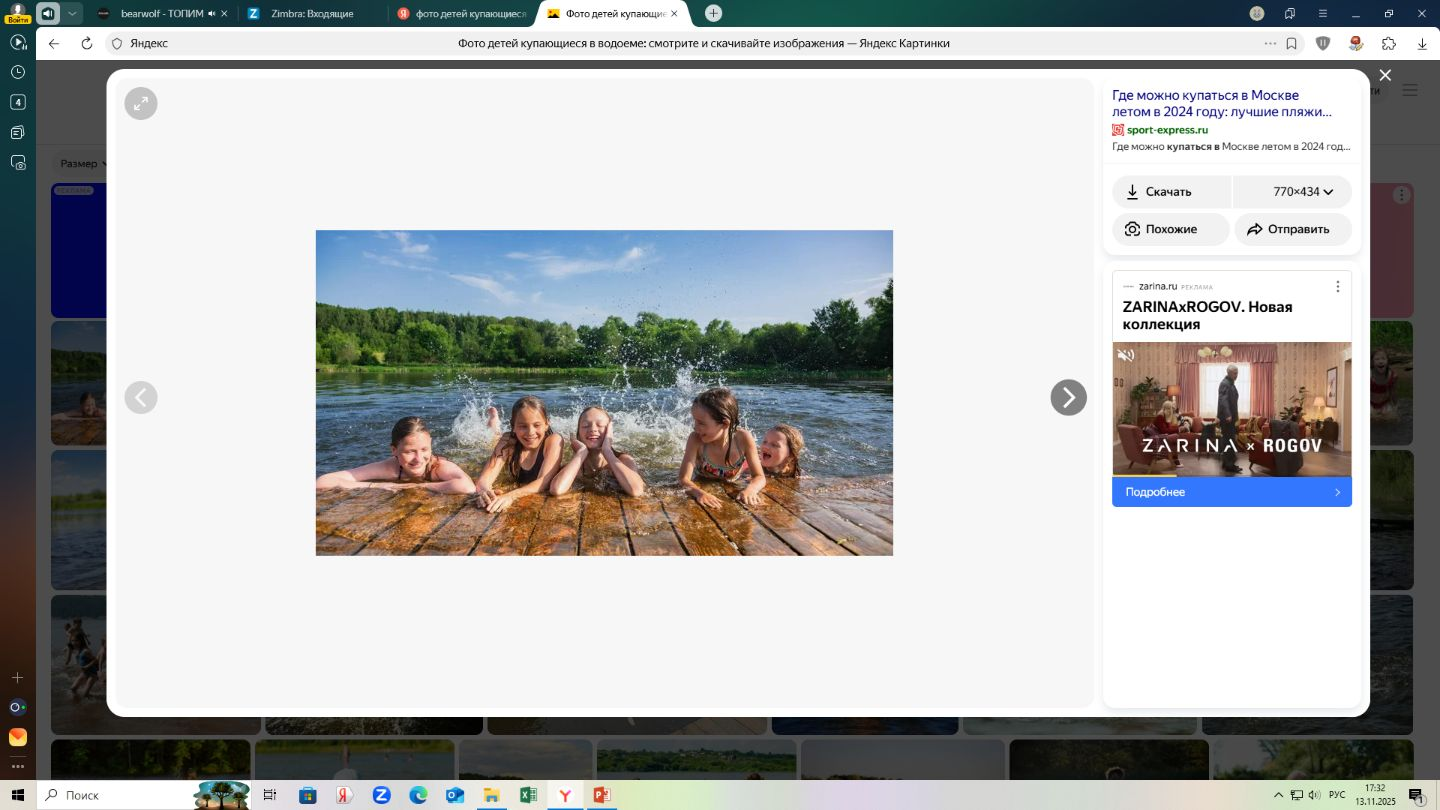 Войти
bearwolf - ТОПИМ
Zimbra: Входящие
фото детей купающиеся
Фото детей купающие
Яндекс
Фото детей купающиеся в водоеме: смотрите и скачивайте изображения — Яндекс Картинки
4
Размер
РЕКЛАМА
Где можно купаться в Москве
летом в 2024 году: лучшие пляжи...
sport-express.ru
Где можно купаться в Москве летом в 2024 год...
Скачать
770×434
Похожие
Отправить
zarina.ru РЕКЛАМА
ZARINAxROGOV. Новая
коллекция
ZARINA × ROGOV
Подробнее
Поиск
РУС
17:32
13.11.2025
1